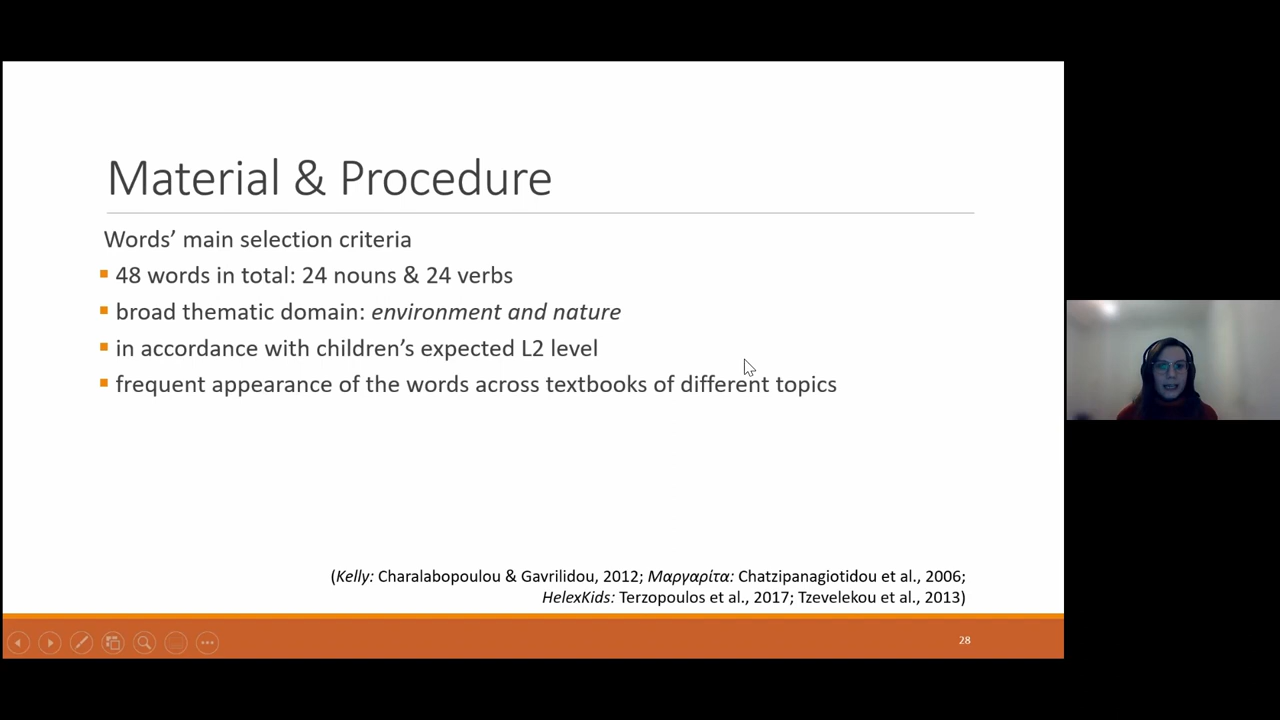 Material & Procedure
Words’ main selection criteria
48 words in total: 24 nouns & 24 verbs
broad thematic domain: environment and nature
in accordance with children’s expected L2 level
frequent appearance of the words across textbooks of different topics
(Kelly: Charalabopoulou & Gavrilidou, 2012; Μαργαρίτα: Chatzipanagiotidou et al., 2006;
HelexKids: Terzopoulos et al., 2017; Tzevelekou et al., 2013)
28